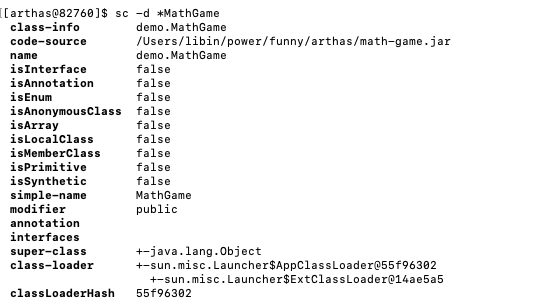 [[arthas@82760]$ sc -d *MathGame
class-info demo.MathGame
code-source /Users/libin/power/funny/arthas/math-game.jar
name demo.MathGame
isInterface false
isAnnotation false
isEnum false
isAnonymousClass false
isArray false
isLocalClass false
isMemberClass false
isPrimitive false
isSynthetic false
simple-name MathGame
modifier public
annotation
interfaces
super-class +-java.lang.Object
class-loader +-sun.misc.Launcher$AppClassLoader@55f96302
+-sun.misc.Launcher$ExtClassLoader@14ae5a5
classLoaderHash 55f96302